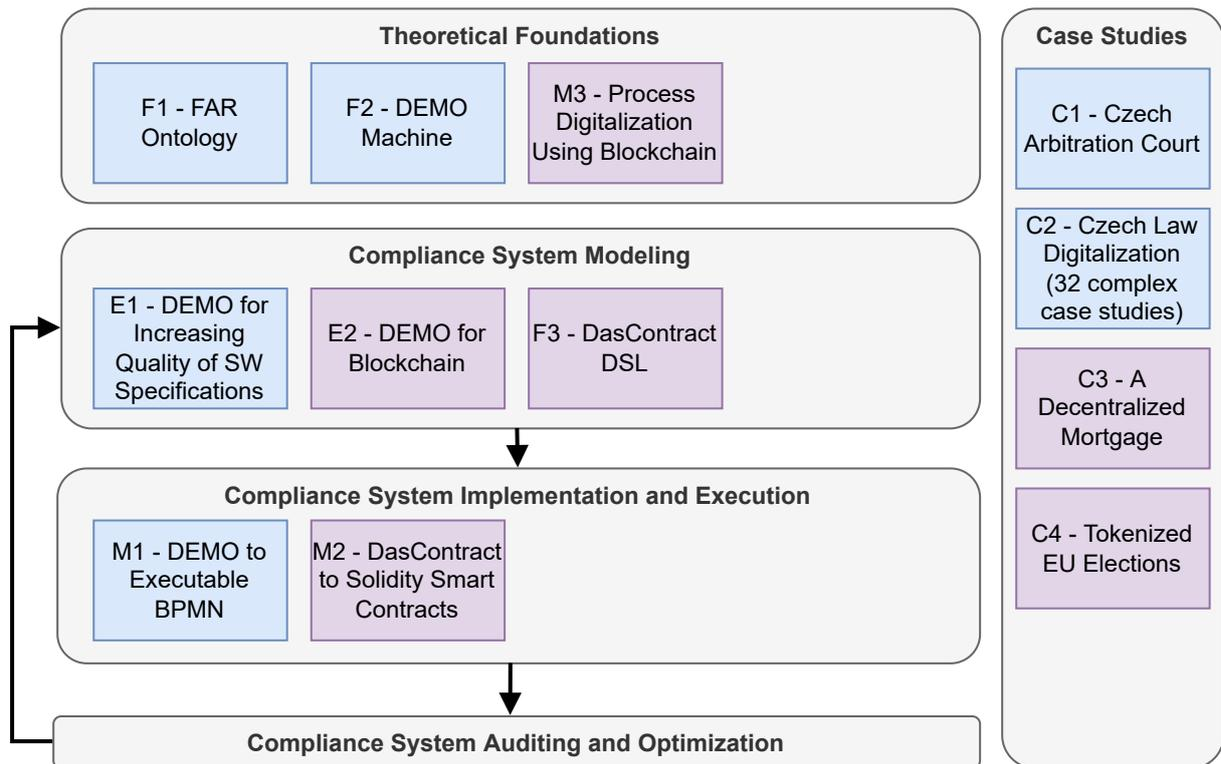 Theoretical Foundations
F1 - FAR
Ontology
F2 - DEMO
Machine
M3 - Process
Digitalization
Using Blockchain
Compliance System Modeling
E1 - DEMO for
Increasing
Quality of SW
Specifications
E2 - DEMO for
Blockchain
F3 - DasContract
DSL
Compliance System Implementation and Execution
M1 - DEMO to
Executable
BPMN
M2 - DasContract
to Solidity Smart
Contracts
Compliance System Auditing and Optimization
Case Studies
C1 - Czech
Arbitration Court
C2 - Czech Law
Digitalization
(32 complex
case studies)
C3 - A
Decentralized
Mortgage
C4 - Tokenized
EU Elections